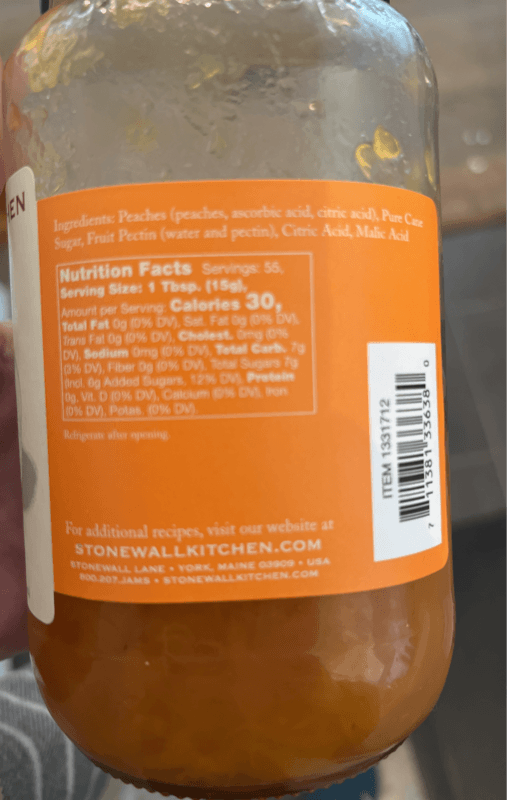 EN
Ingredients: Peaches (peaches, ascorbic acid, citric acid), Pure Cane
Sugar, Fruit Pectin (water and pectin), Citric Acid, Malic Acid
Nutrition Facts Servings: 55,
Serving Size: 1 Tbsp. (15g),
Amount per Serving: Calories 30,
Total Fat 0g (0% DV), Sat. Fat 0g (0% DV),
Trans Fat 0g (0% DV), Cholest. 0mg (0%
DV), Sodium 0mg (0% DV), Total Carb. 7g
(3% DV), Fiber 0g (0% DV), Total Sugars 7g
(Incl. 6g Added Sugars, 12% DV), Protein
0g, Vit. D (0% DV), Calcium (0% DV), Iron
(0% DV), Potas. (0% DV).
Refrigerate after opening.
ITEM 1331712
7 11381 33638 0
For additional recipes, visit our website at
STONEWALLKITCHEN.COM
STONEWALL LANE • YORK, MAINE 03909 • USA
800.207.JAMS • STONEWALLKITCHEN.COM